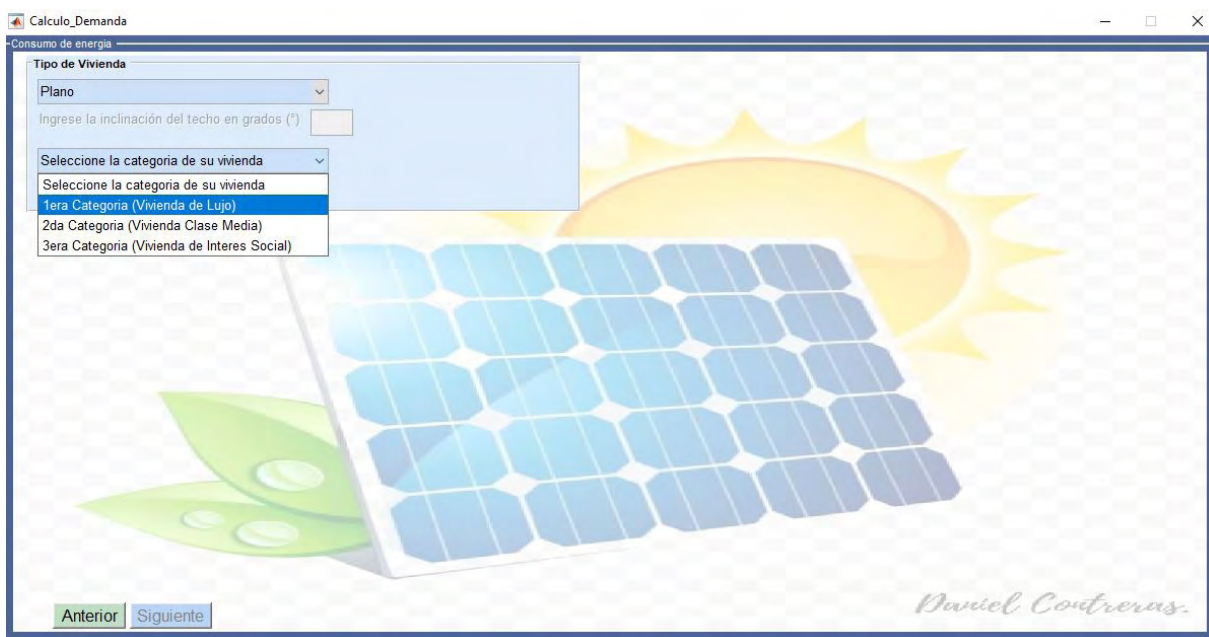 Calculo_Demanda
Consumo de energia
Tipo de Vivienda
Plano
Ingrese la inclinación del techo en grados (°)
Seleccione la categoria de su vivienda
Seleccione la categoria de su vivienda
1era Categoria (Vivienda de Lujo)
2da Categoria (Vivienda Clase Media)
3era Categoria (Vivienda de Interes Social)
Daniel Contreras.
Anterior Siguiente